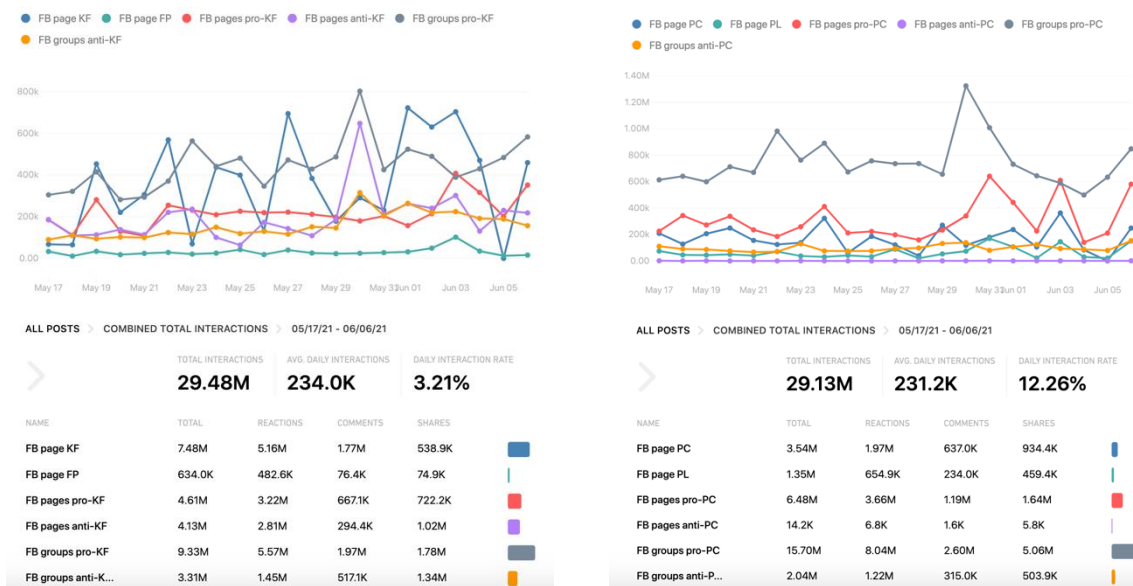 FB page KF FB page FP FB pages pro-KF FB pages anti-KF FB groups pro-KF
FB groups anti-KF
800k
600k
400k
200k
0.00
May 17 May 19 May 21 May 23 May 25 May 27 May 29 May 31 Jun 01 Jun 03 Jun 05
ALL POSTS > COMBINED TOTAL INTERACTIONS > 05/17/21 - 06/06/21
TOTAL INTERACTIONS AVG. DAILY INTERACTIONS DAILY INTERACTION RATE
29.48M 234.0K 3.21%
NAME TOTAL REACTIONS COMMENTS SHARES
FB page KF 7.48M 5.16M 1.77M 538.9K
FB page FP 634.0K 482.6K 76.4K 74.9K
FB pages pro-KF 4.61M 3.22M 667.1K 722.2K
FB pages anti-KF 4.13M 2.81M 294.4K 1.02M
FB groups pro-KF 9.33M 5.57M 1.97M 1.78M
FB groups anti-K... 3.31M 1.45M 517.1K 1.34M
FB page PC FB page PL FB pages pro-PC FB pages anti-PC FB groups pro-PC
FB groups anti-PC
1.40M
1.20M
1.00M
800k
600k
400k
200k
0.00
May 17 May 19 May 21 May 23 May 25 May 27 May 29 May 31 Jun 01 Jun 03 Jun 05
ALL POSTS > COMBINED TOTAL INTERACTIONS > 05/17/21 - 06/06/21
TOTAL INTERACTIONS AVG. DAILY INTERACTIONS DAILY INTERACTION RATE
29.13M 231.2K 12.26%
NAME TOTAL REACTIONS COMMENTS SHARES
FB page PC 3.54M 1.97M 637.0K 934.4K
FB page PL 1.35M 654.9K 234.0K 459.4K
FB pages pro-PC 6.48M 3.66M 1.19M 1.64M
FB pages anti-PC 14.2K 6.8K 1.6K 5.8K
FB groups pro-PC 15.70M 8.04M 2.60M 5.06M
FB groups anti-P... 2.04M 1.22M 315.0K 503.9K